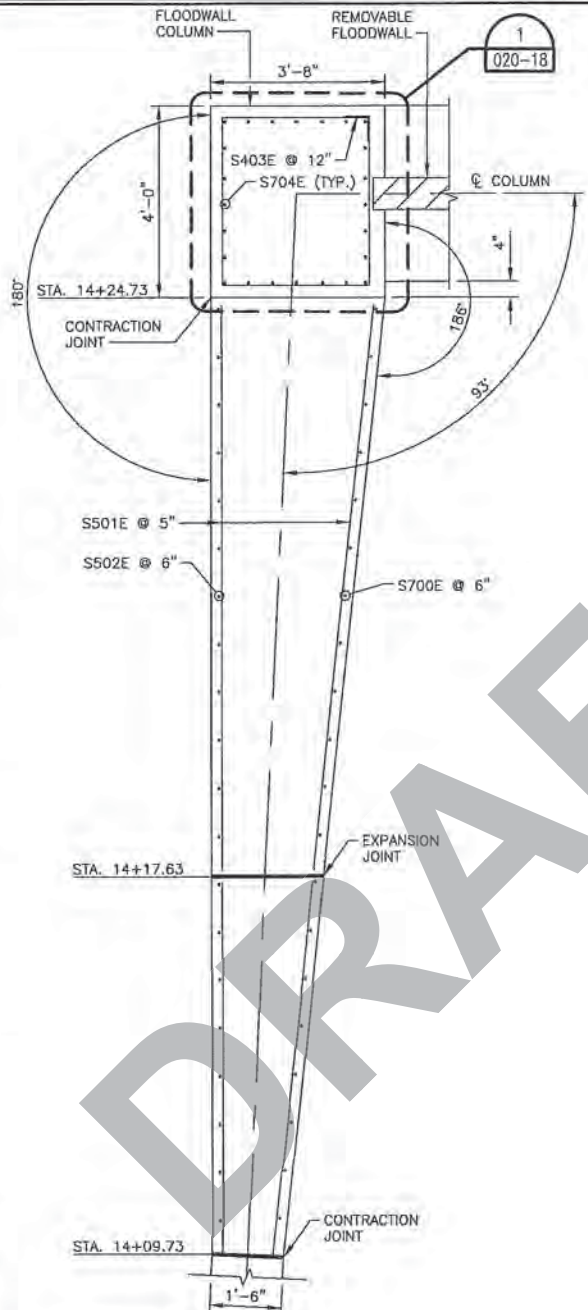 FLOODWALL
COLUMN
REMOVABLE
FLOODWALL
1
020-18
3'-8"
S403E @ 12"
S704E (TYP.)
℄ COLUMN
4'-0"
4"
180°
STA. 14+24.73
CONTRACTION
JOINT
186°
93°
S501E @ 5"
S502E @ 6"
S700E @ 6"
EXPANSION
JOINT
STA. 14+17.63
CONTRACTION
JOINT
STA. 14+09.73
1'-6"
DRAF